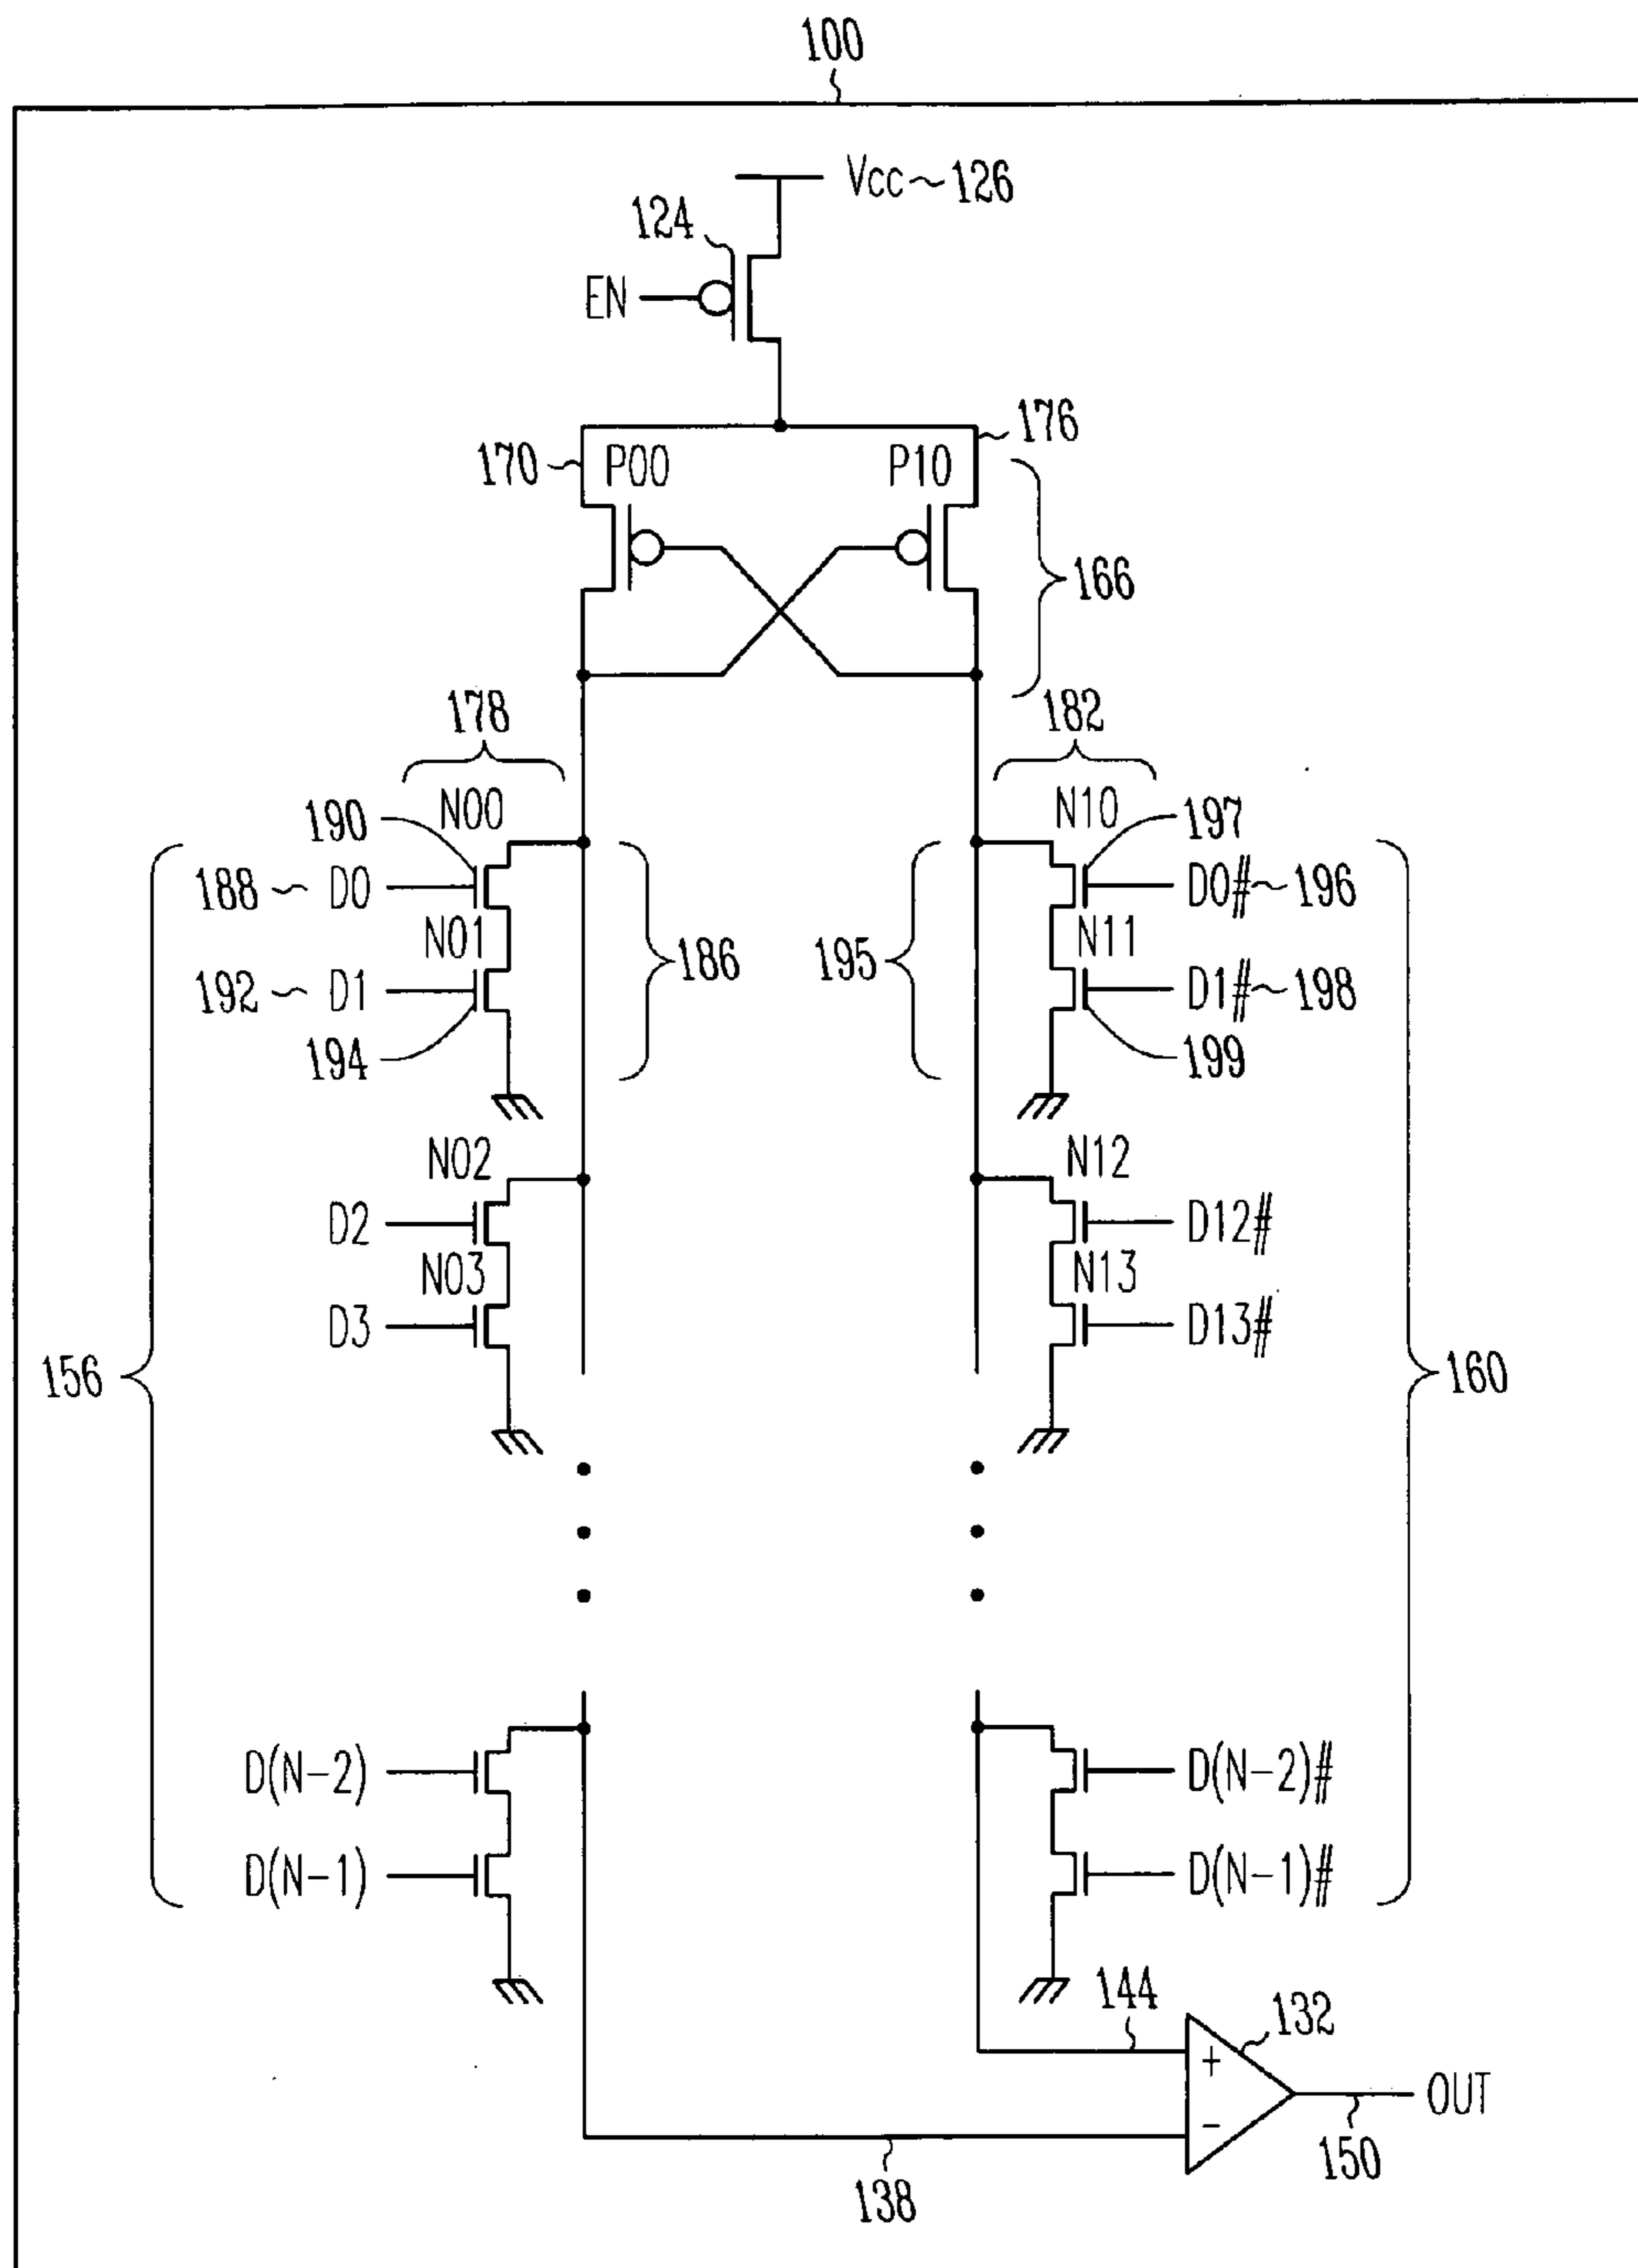 100
Vcc~126
124
EN
176
170 P00 P10
166
178 182
N00 N10
190 197
188 ~ D0 D0#~196
N01 N11
186 195
192 ~ D1 D1#~198
194 199
N02 N12
D2 D12#
N03 N13
D3 D13#
156 160
D(N-2) D(N-2)#
D(N-1) D(N-1)#
144 132
+
OUT
-
150
138